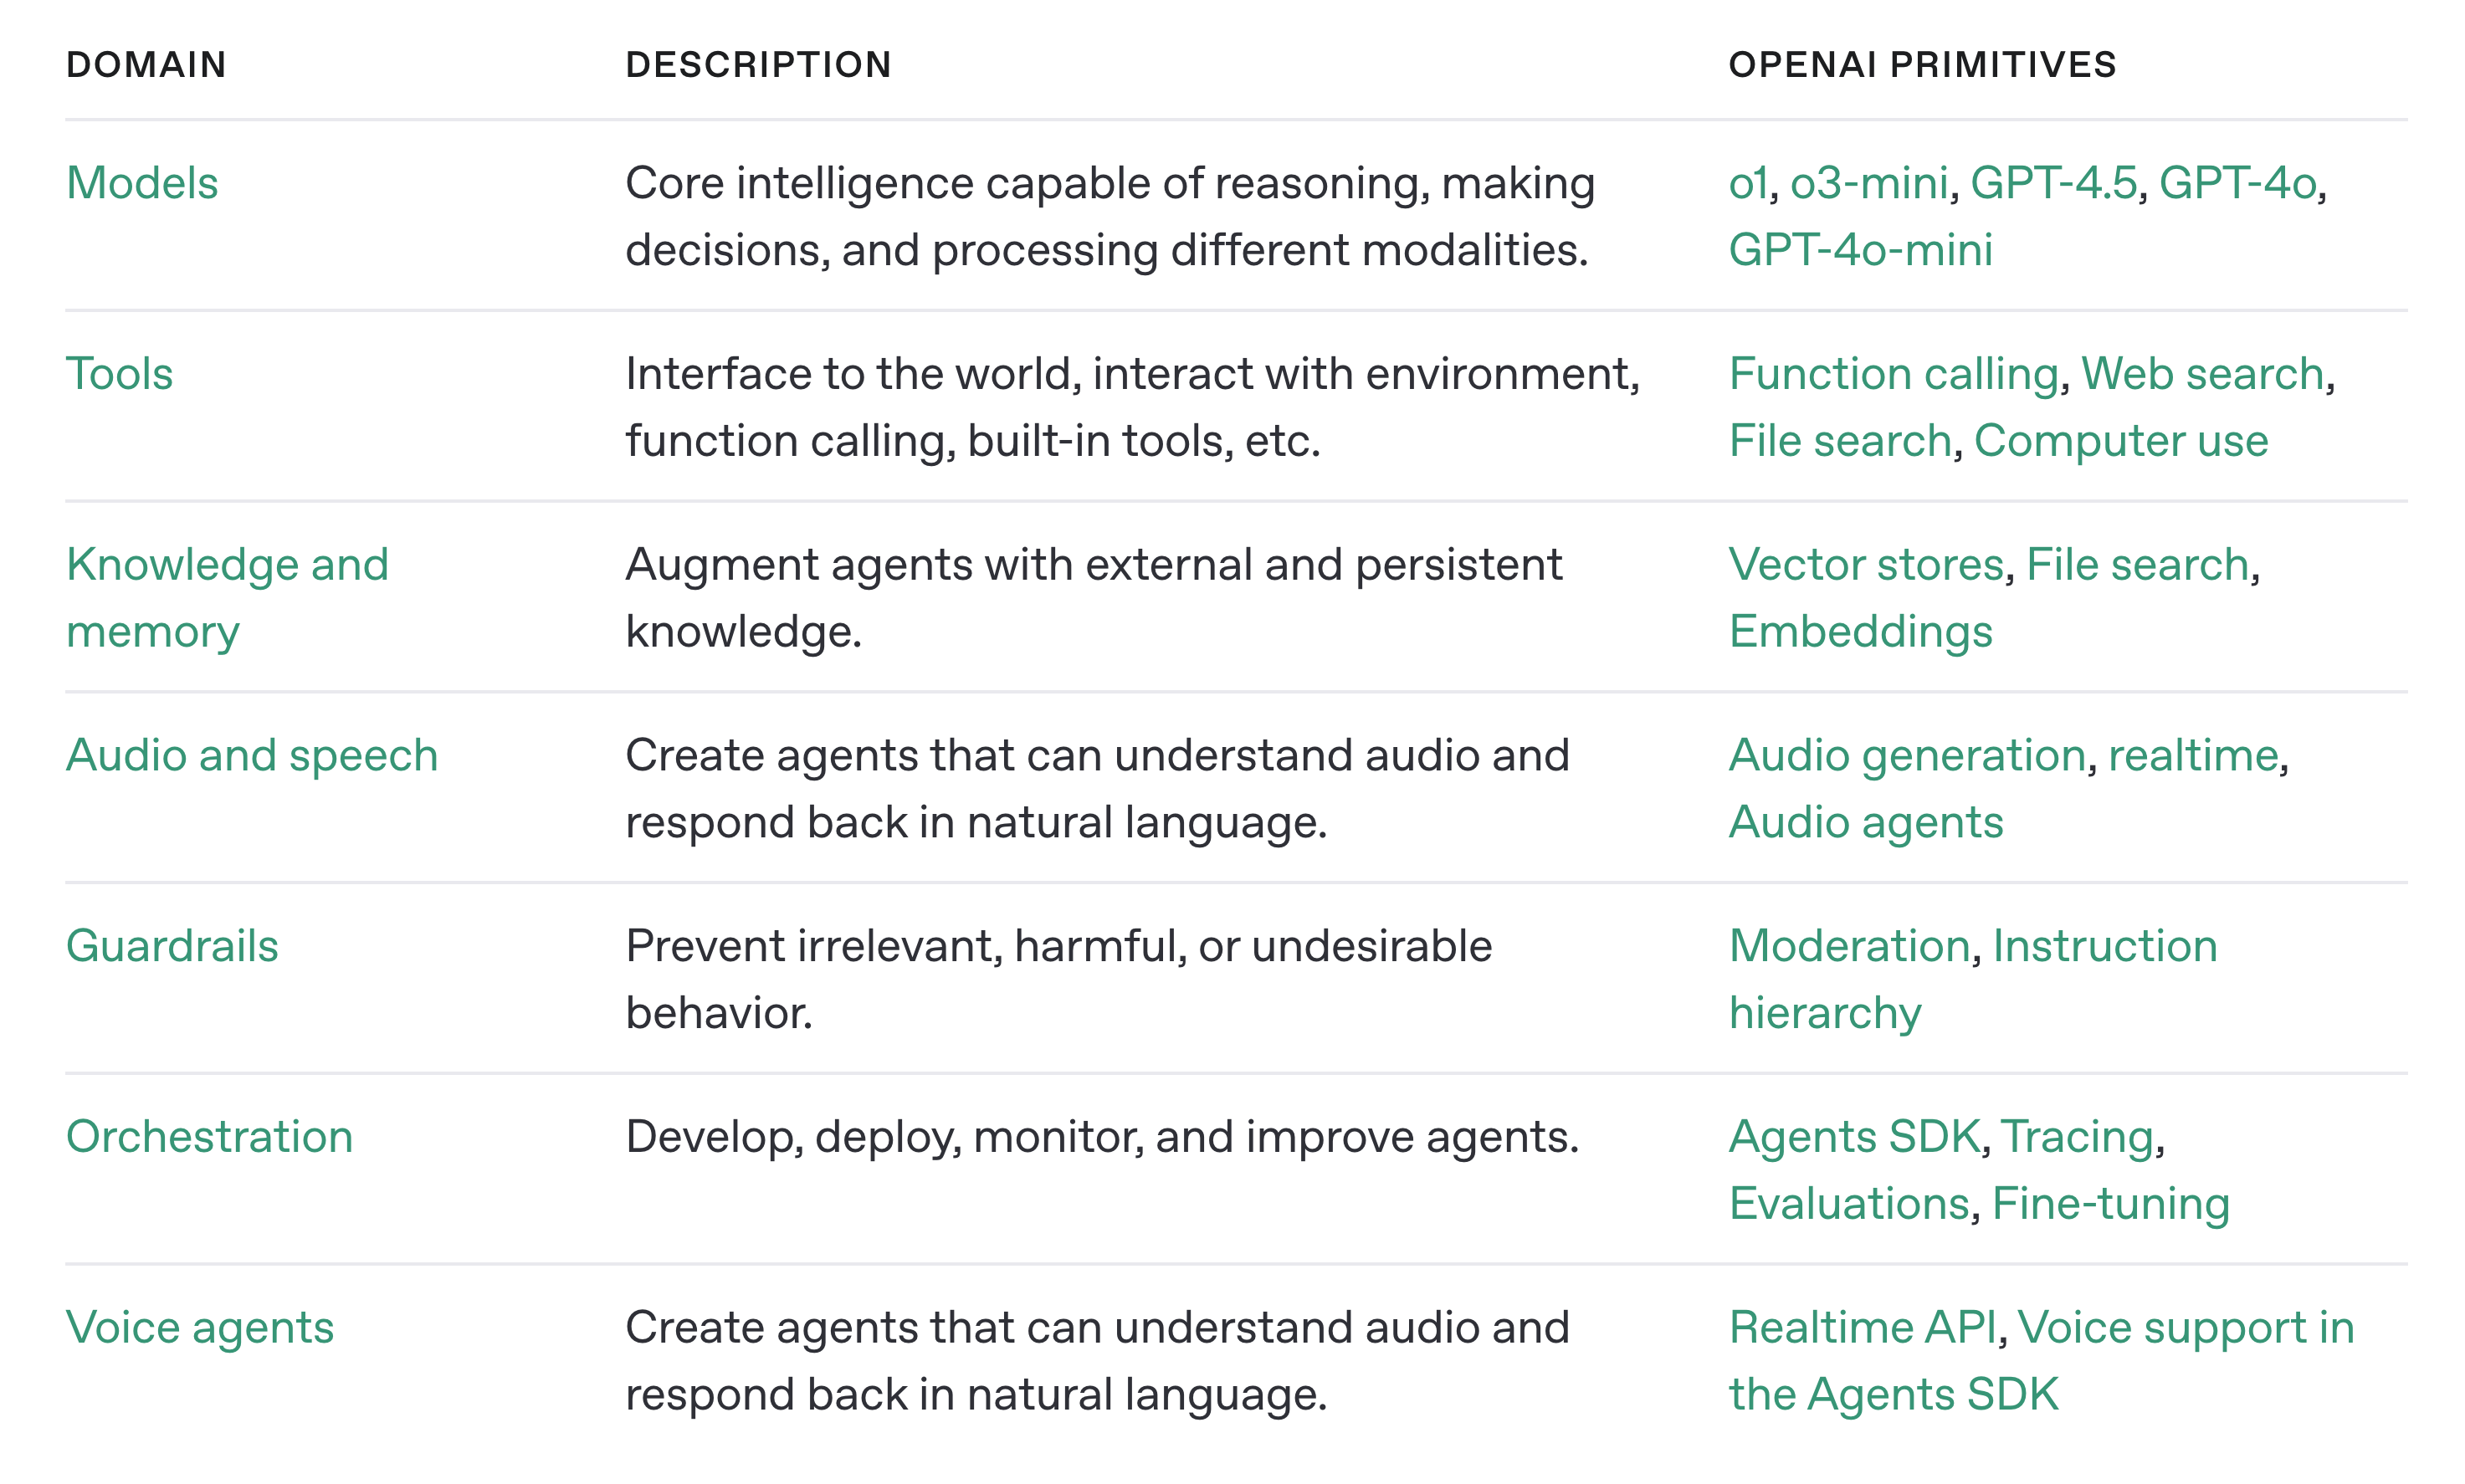 DOMAIN DESCRIPTION OPENAI PRIMITIVES
Models Core intelligence capable of reasoning, making o1, o3-mini, GPT-4.5, GPT-4o,
decisions, and processing different modalities. GPT-4o-mini
Tools Interface to the world, interact with environment, Function calling, Web search,
function calling, built-in tools, etc. File search, Computer use
Knowledge and Augment agents with external and persistent Vector stores, File search,
memory knowledge. Embeddings
Audio and speech Create agents that can understand audio and Audio generation, realtime,
respond back in natural language. Audio agents
Guardrails Prevent irrelevant, harmful, or undesirable Moderation, Instruction
behavior. hierarchy
Orchestration Develop, deploy, monitor, and improve agents. Agents SDK, Tracing,
Evaluations, Fine-tuning
Voice agents Create agents that can understand audio and Realtime API, Voice support in
respond back in natural language. the Agents SDK